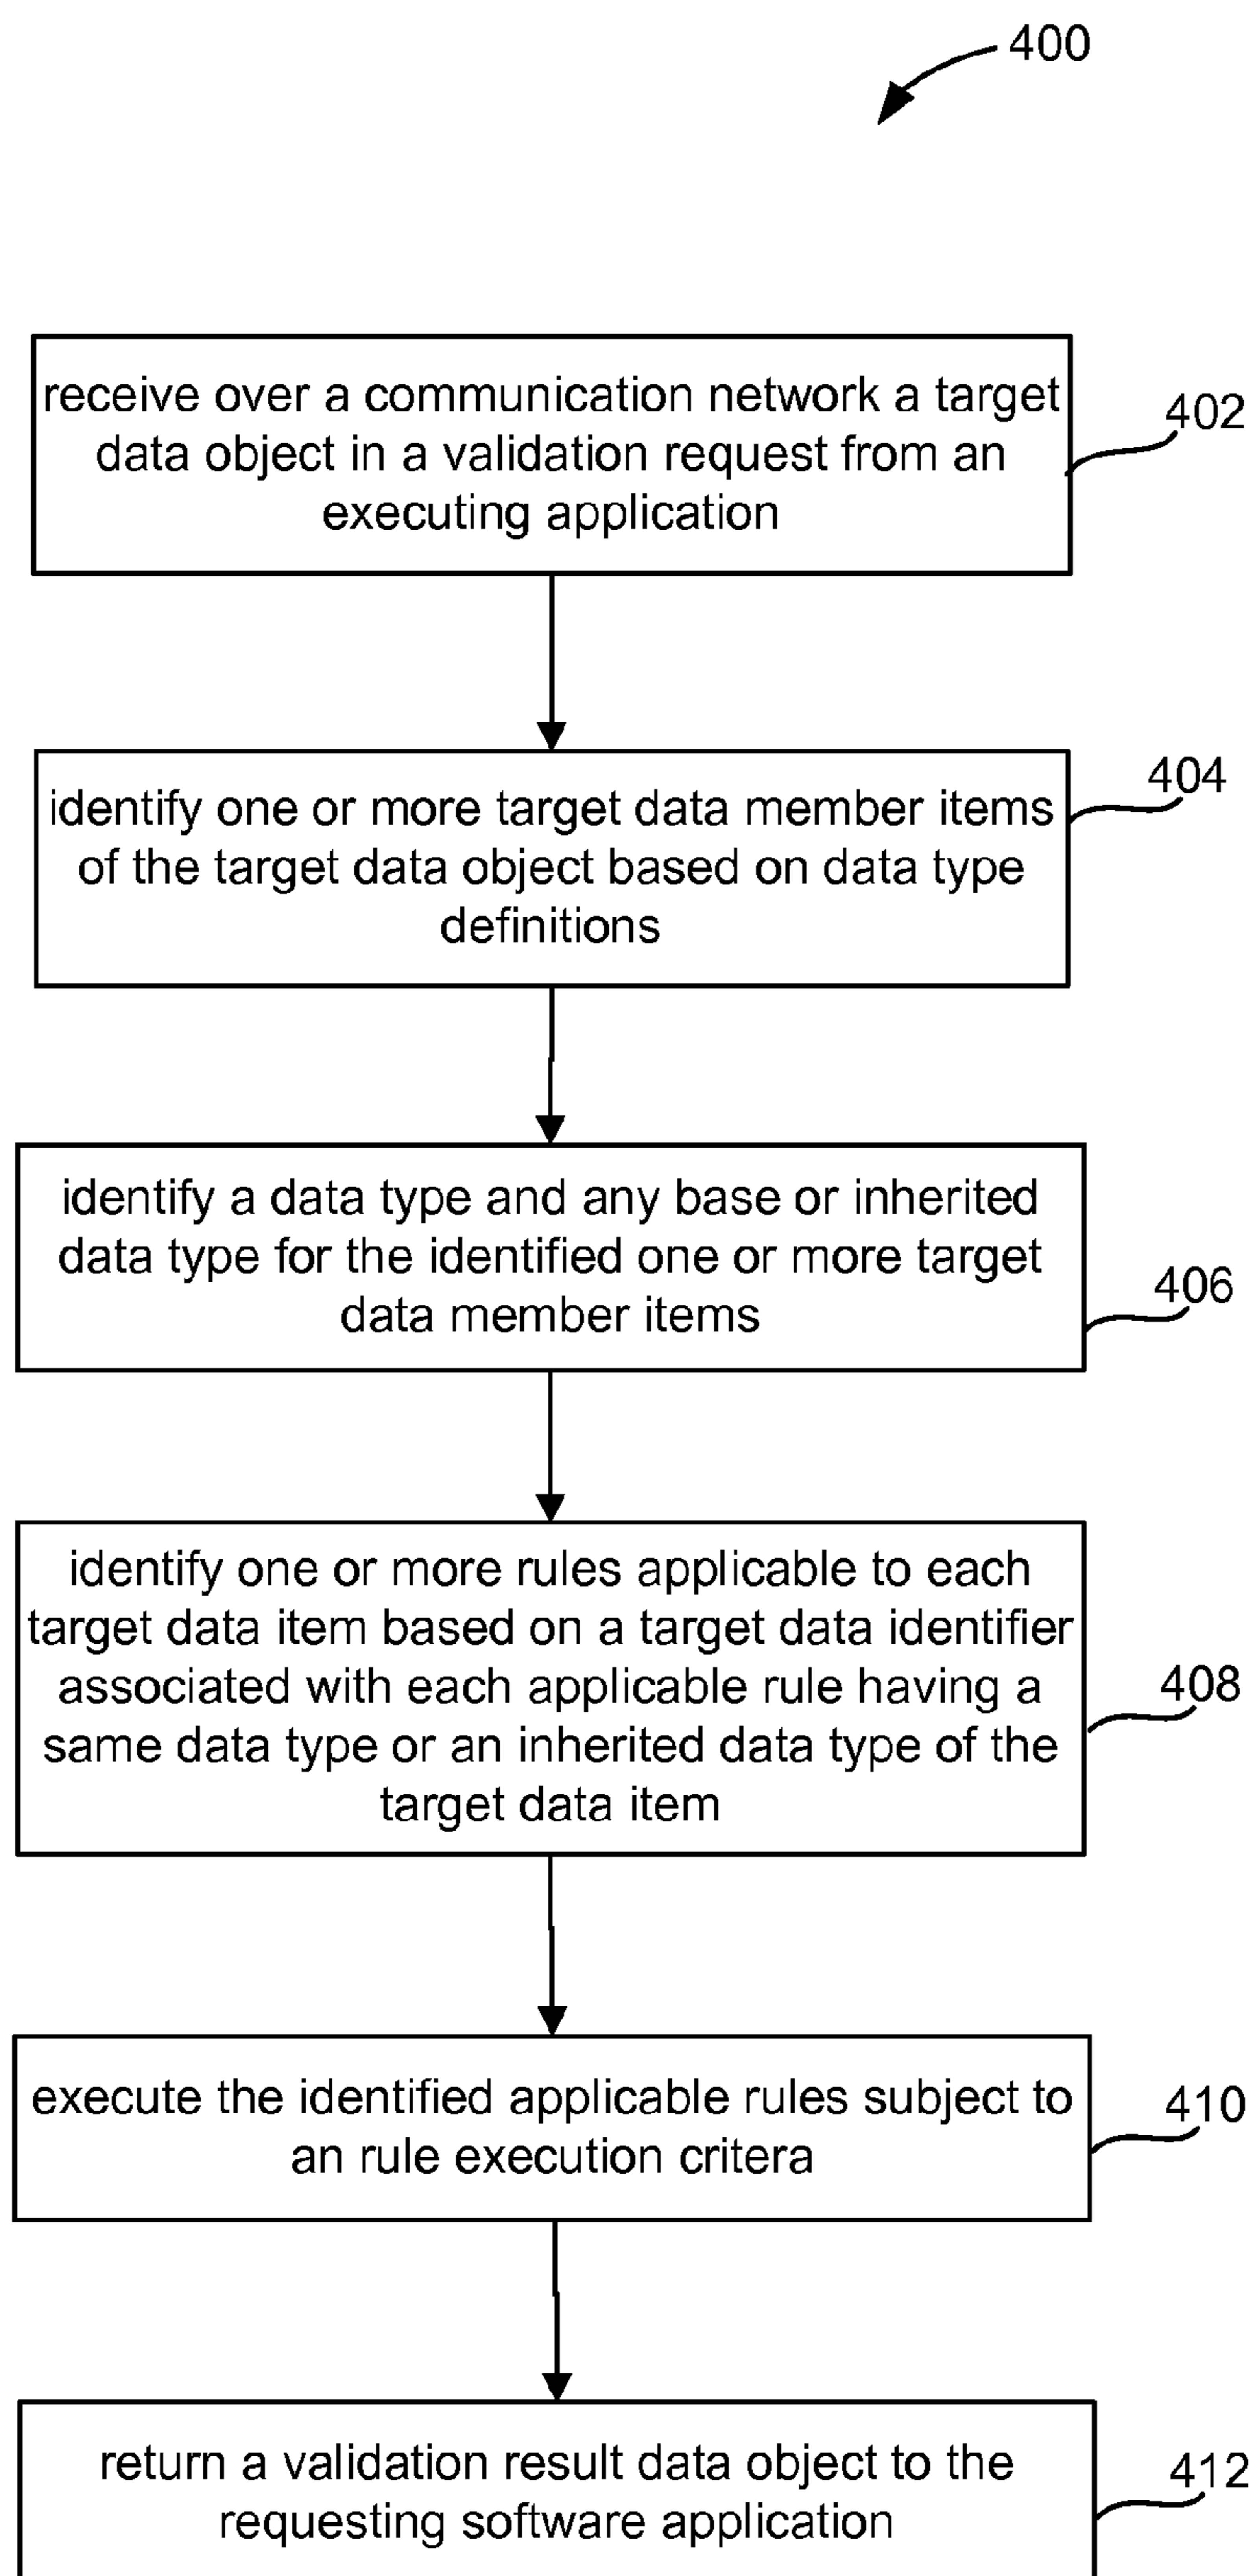 400
receive over a communication network a target
data object in a validation request from an
executing application
402
identify one or more target data member items
of the target data object based on data type
definitions
404
identify a data type and any base or inherited
data type for the identified one or more target
data member items
406
identify one or more rules applicable to each
target data item based on a target data identifier
associated with each applicable rule having a
same data type or an inherited data type of the
target data item
408
execute the identified applicable rules subject to
an rule execution critera
410
return a validation result data object to the
requesting software application
412